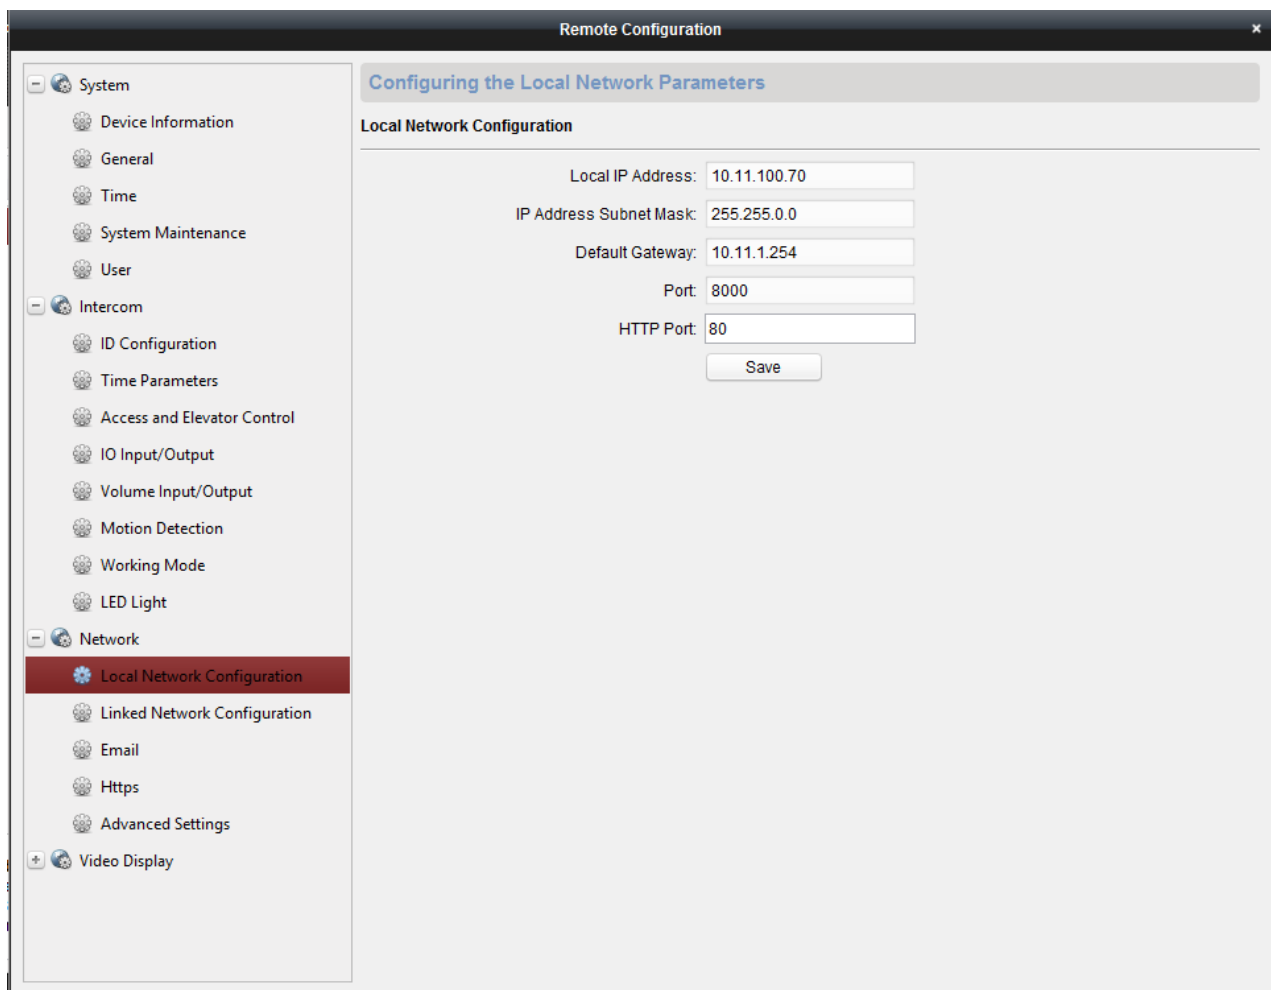 Remote Configuration
System
Device Information
General
Time
System Maintenance
User
Intercom
ID Configuration
Time Parameters
Access and Elevator Control
IO Input/Output
Volume Input/Output
Motion Detection
Working Mode
LED Light
Network
Local Network Configuration
Linked Network Configuration
Email
Https
Advanced Settings
Video Display
Configuring the Local Network Parameters
Local Network Configuration
Local IP Address: 10.11.100.70
IP Address Subnet Mask: 255.255.0.0
Default Gateway: 10.11.1.254
Port: 8000
HTTP Port: 80
Save